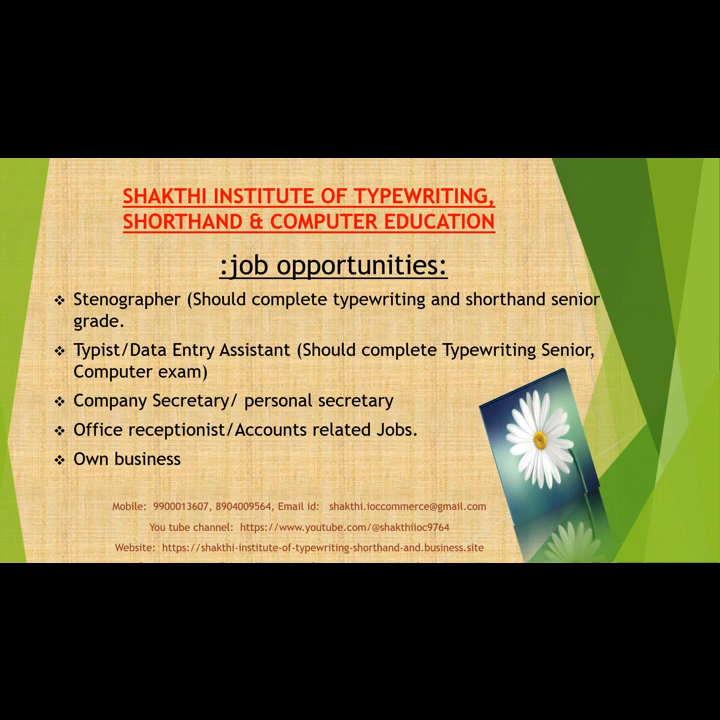 SHAKTHI INSTITUTE OF TYPEWRITING,
SHORTHAND & COMPUTER EDUCATION
:job opportunities:
❖ Stenographer (Should complete typewriting and shorthand senior
grade.
❖ Typist/Data Entry Assistant (Should complete Typewriting Senior,
Computer exam)
❖ Company Secretary/ personal secretary
❖ Office receptionist/Accounts related Jobs.
❖ Own business
Mobile: 9900013607, 8904009564, Email id: shakthi.ioccommerce@gmail.com
You tube channel: https://www.youtube.com/@shakthiioc9764
Website: https://shakthi-institute-of-typewriting-shorthand-and.business.site